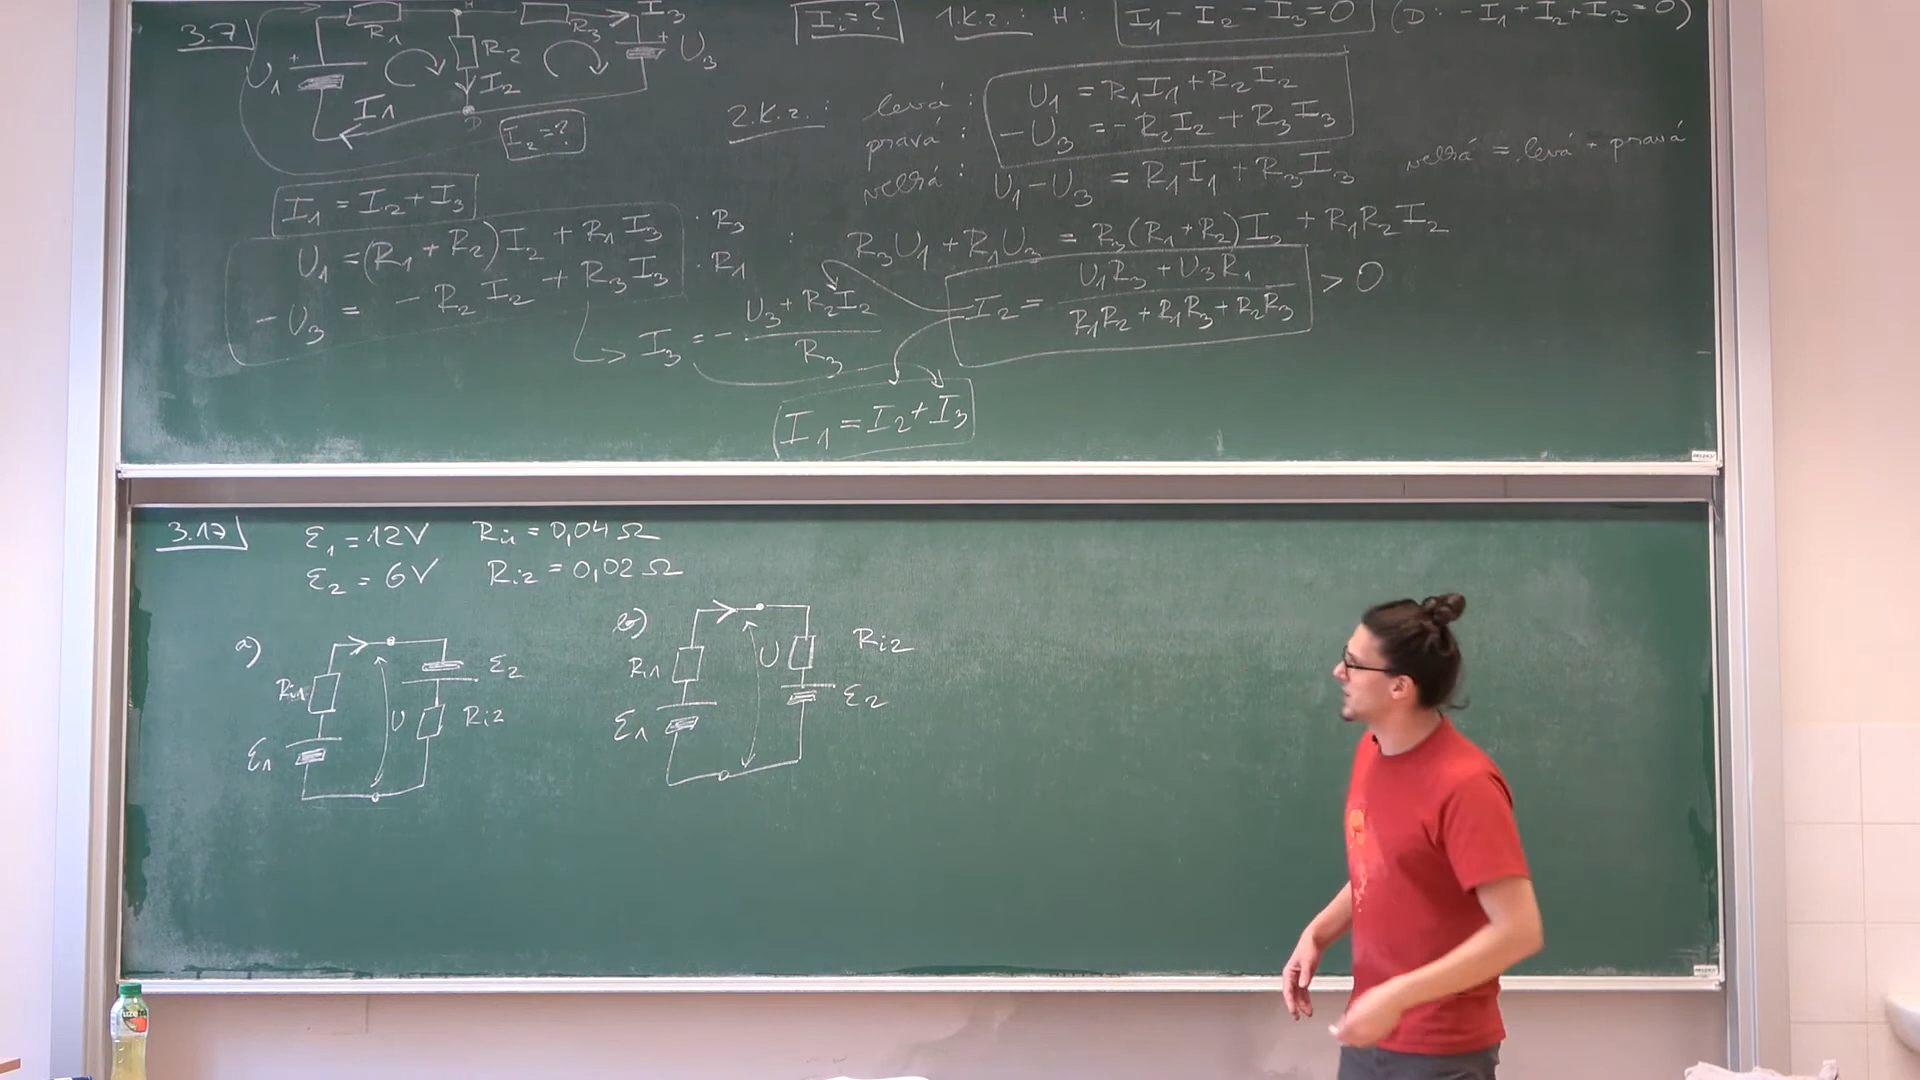 3.7
R₁
H
R₂
R₃
I₃
U₁
+
I₁
I₂
D
+
U₃
I₂=?
Iᵢ=?
1.K.z.: H: I₁-I₂-I₃=0 (D: -I₁+I₂+I₃=0)
2.K.z.: levá: U₁=R₁I₁+R₂I₂
pravá: -U₃=-R₂I₂+R₃I₃
velká: U₁-U₃=R₁I₁+R₃I₃
velká = levá + pravá
I₁=I₂+I₃
U₁=(R₁+R₂)I₂+R₁I₃ ·R₃
-U₃=-R₂I₂+R₃I₃ ·R₁
: R₃U₁+R₁U₃=R₃(R₁+R₂)I₂+R₁R₂I₂
I₃=-(U₃+R₂I₂)/R₃
I₂=(U₁R₃+U₃R₁)/(R₁R₂+R₁R₃+R₂R₃) >0
I₁=I₂+I₃
3.17
ε₁=12V Rᵢ₁=0,04Ω
ε₂=6V Rᵢ₂=0,02Ω
a)
Rᵢ₁
ε₁
U
ε₂
Rᵢ₂
b)
Rᵢ₁
ε₁
U
Rᵢ₂
ε₂
fuze